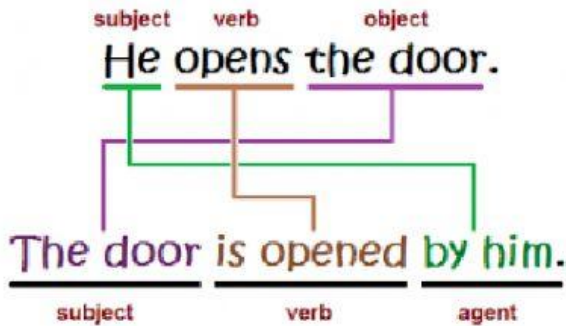 subject verb object
He opens the door.
The door is opened by him.
subject verb agent